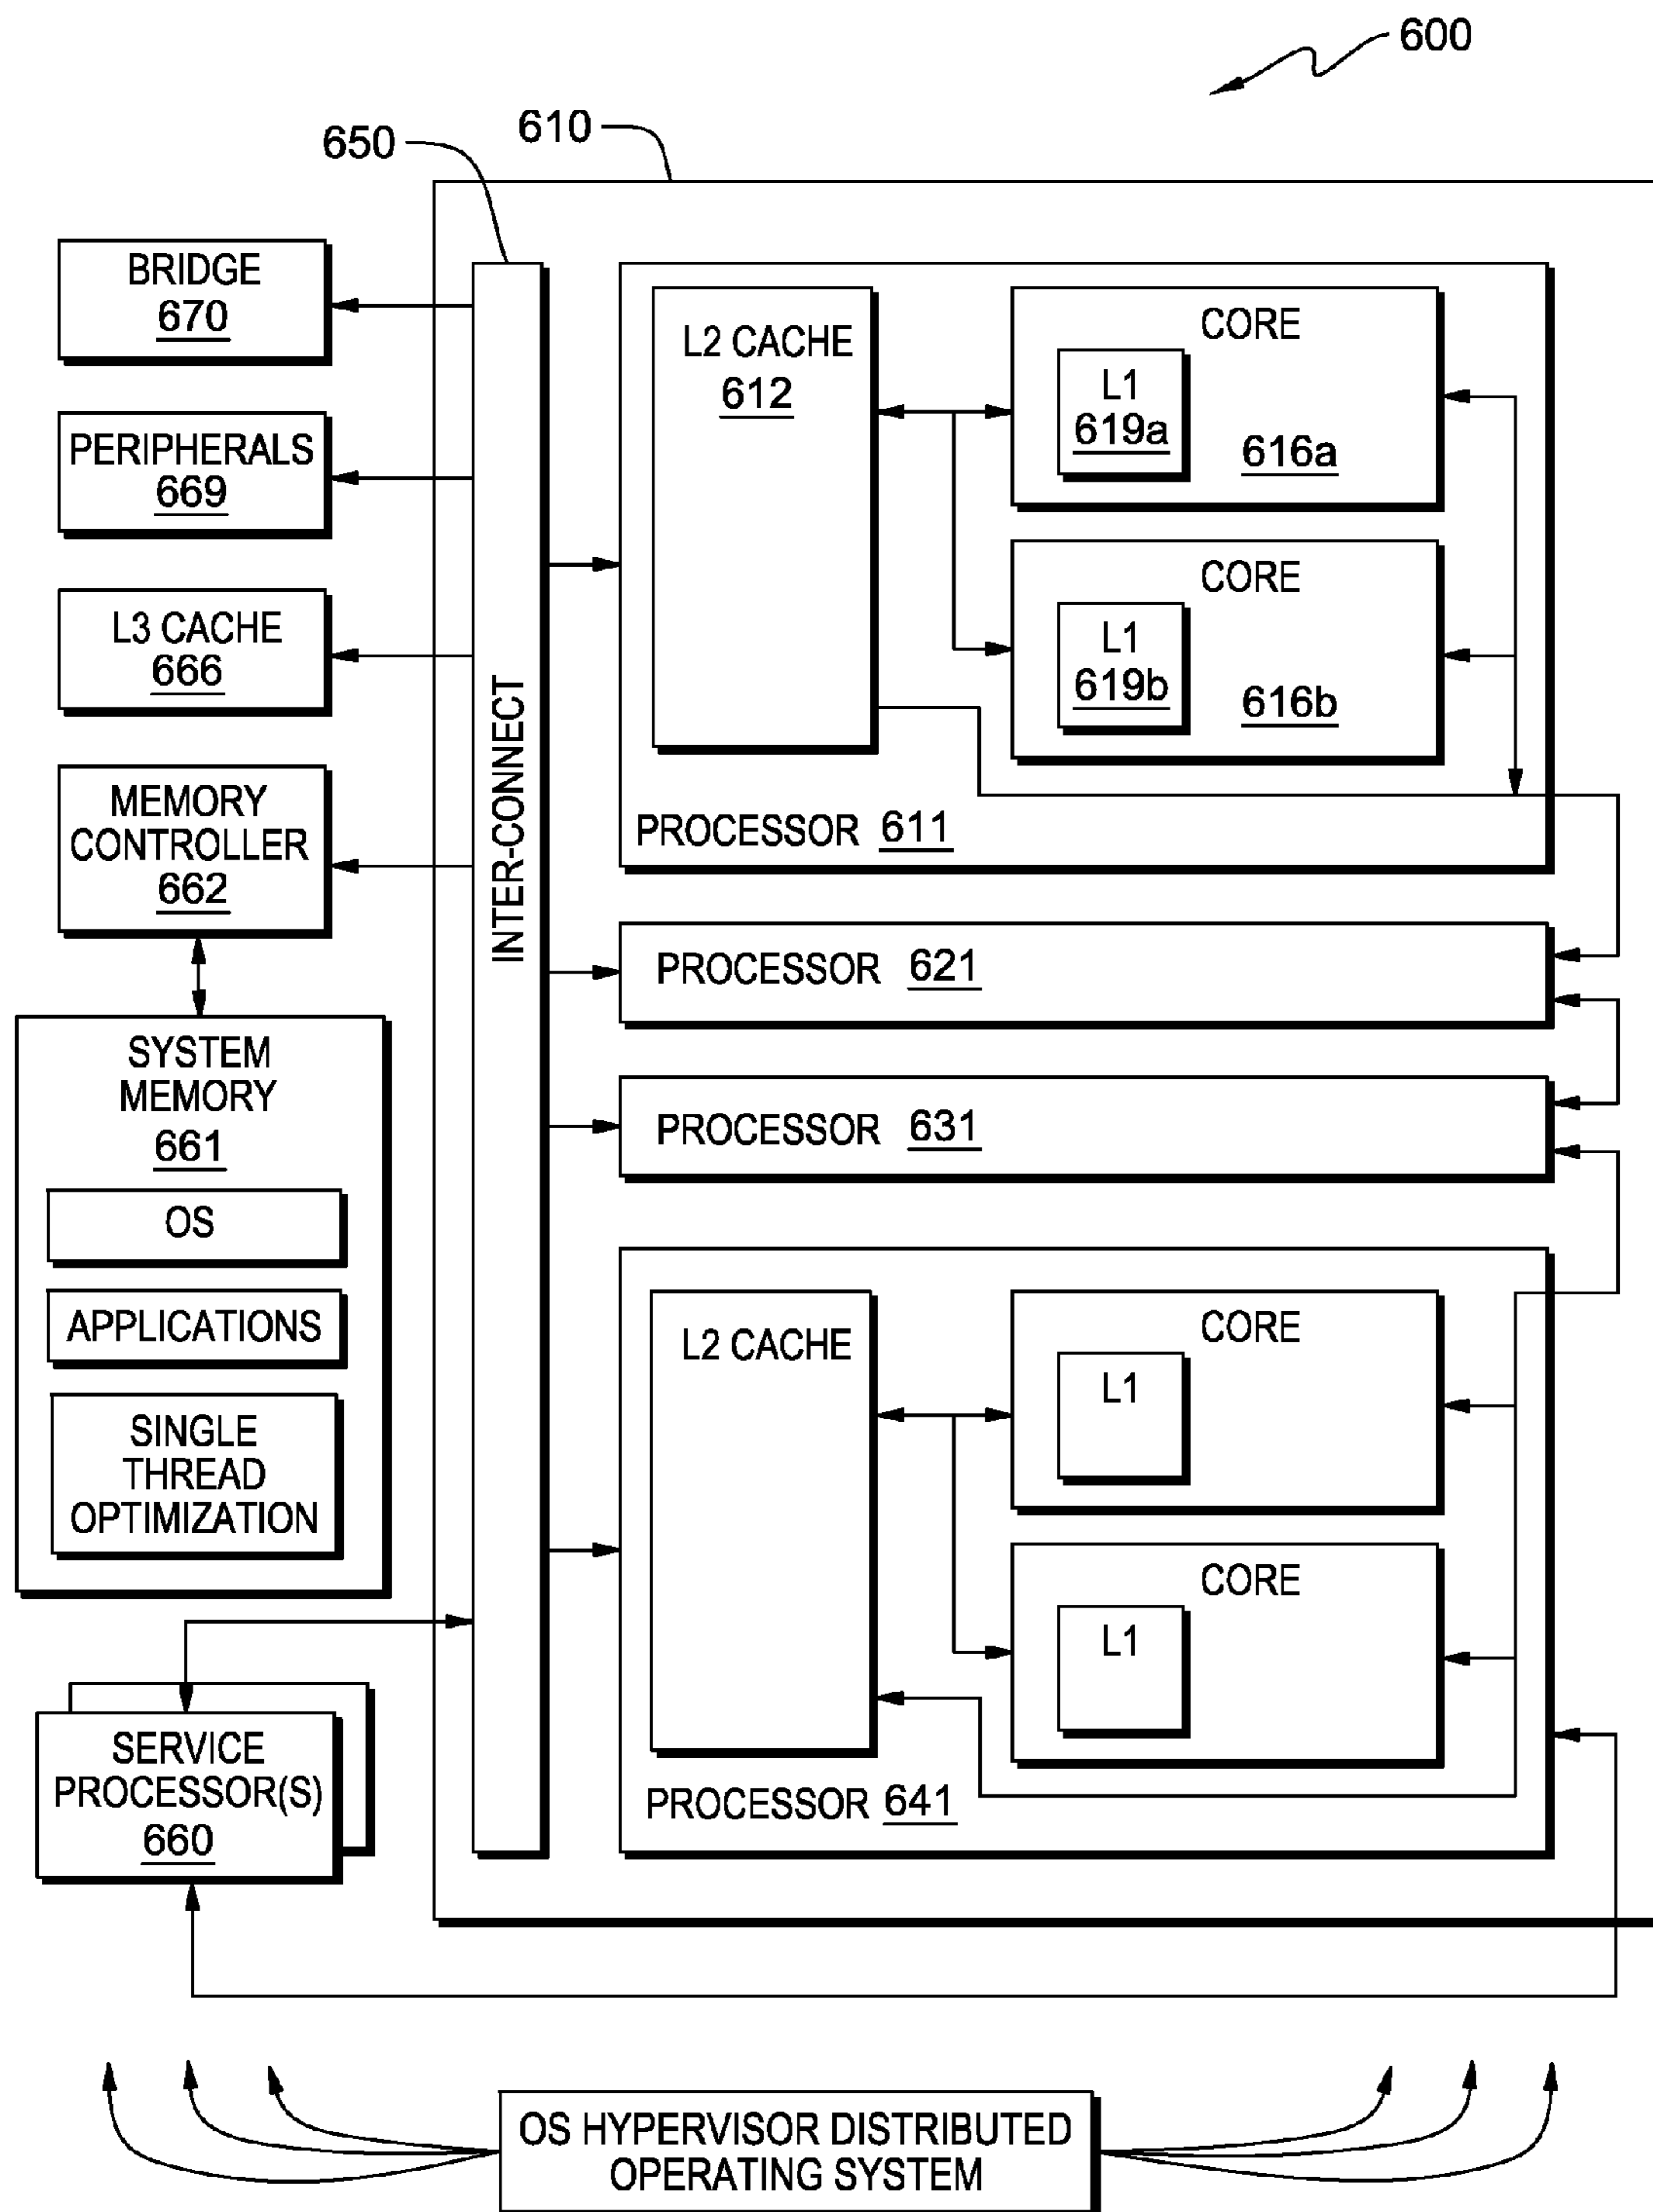 600
610
650
BRIDGE
670
PERIPHERALS
669
L3 CACHE
666
MEMORY
CONTROLLER
662
SYSTEM
MEMORY
661
OS
APPLICATIONS
SINGLE
THREAD
OPTIMIZATION
SERVICE
PROCESSOR(S)
660
INTER-CONNECT
L2 CACHE
612
CORE
L1
619a
616a
CORE
L1
619b
616b
PROCESSOR 611
PROCESSOR 621
PROCESSOR 631
L2 CACHE
CORE
L1
CORE
L1
PROCESSOR 641
OS HYPERVISOR DISTRIBUTED
OPERATING SYSTEM